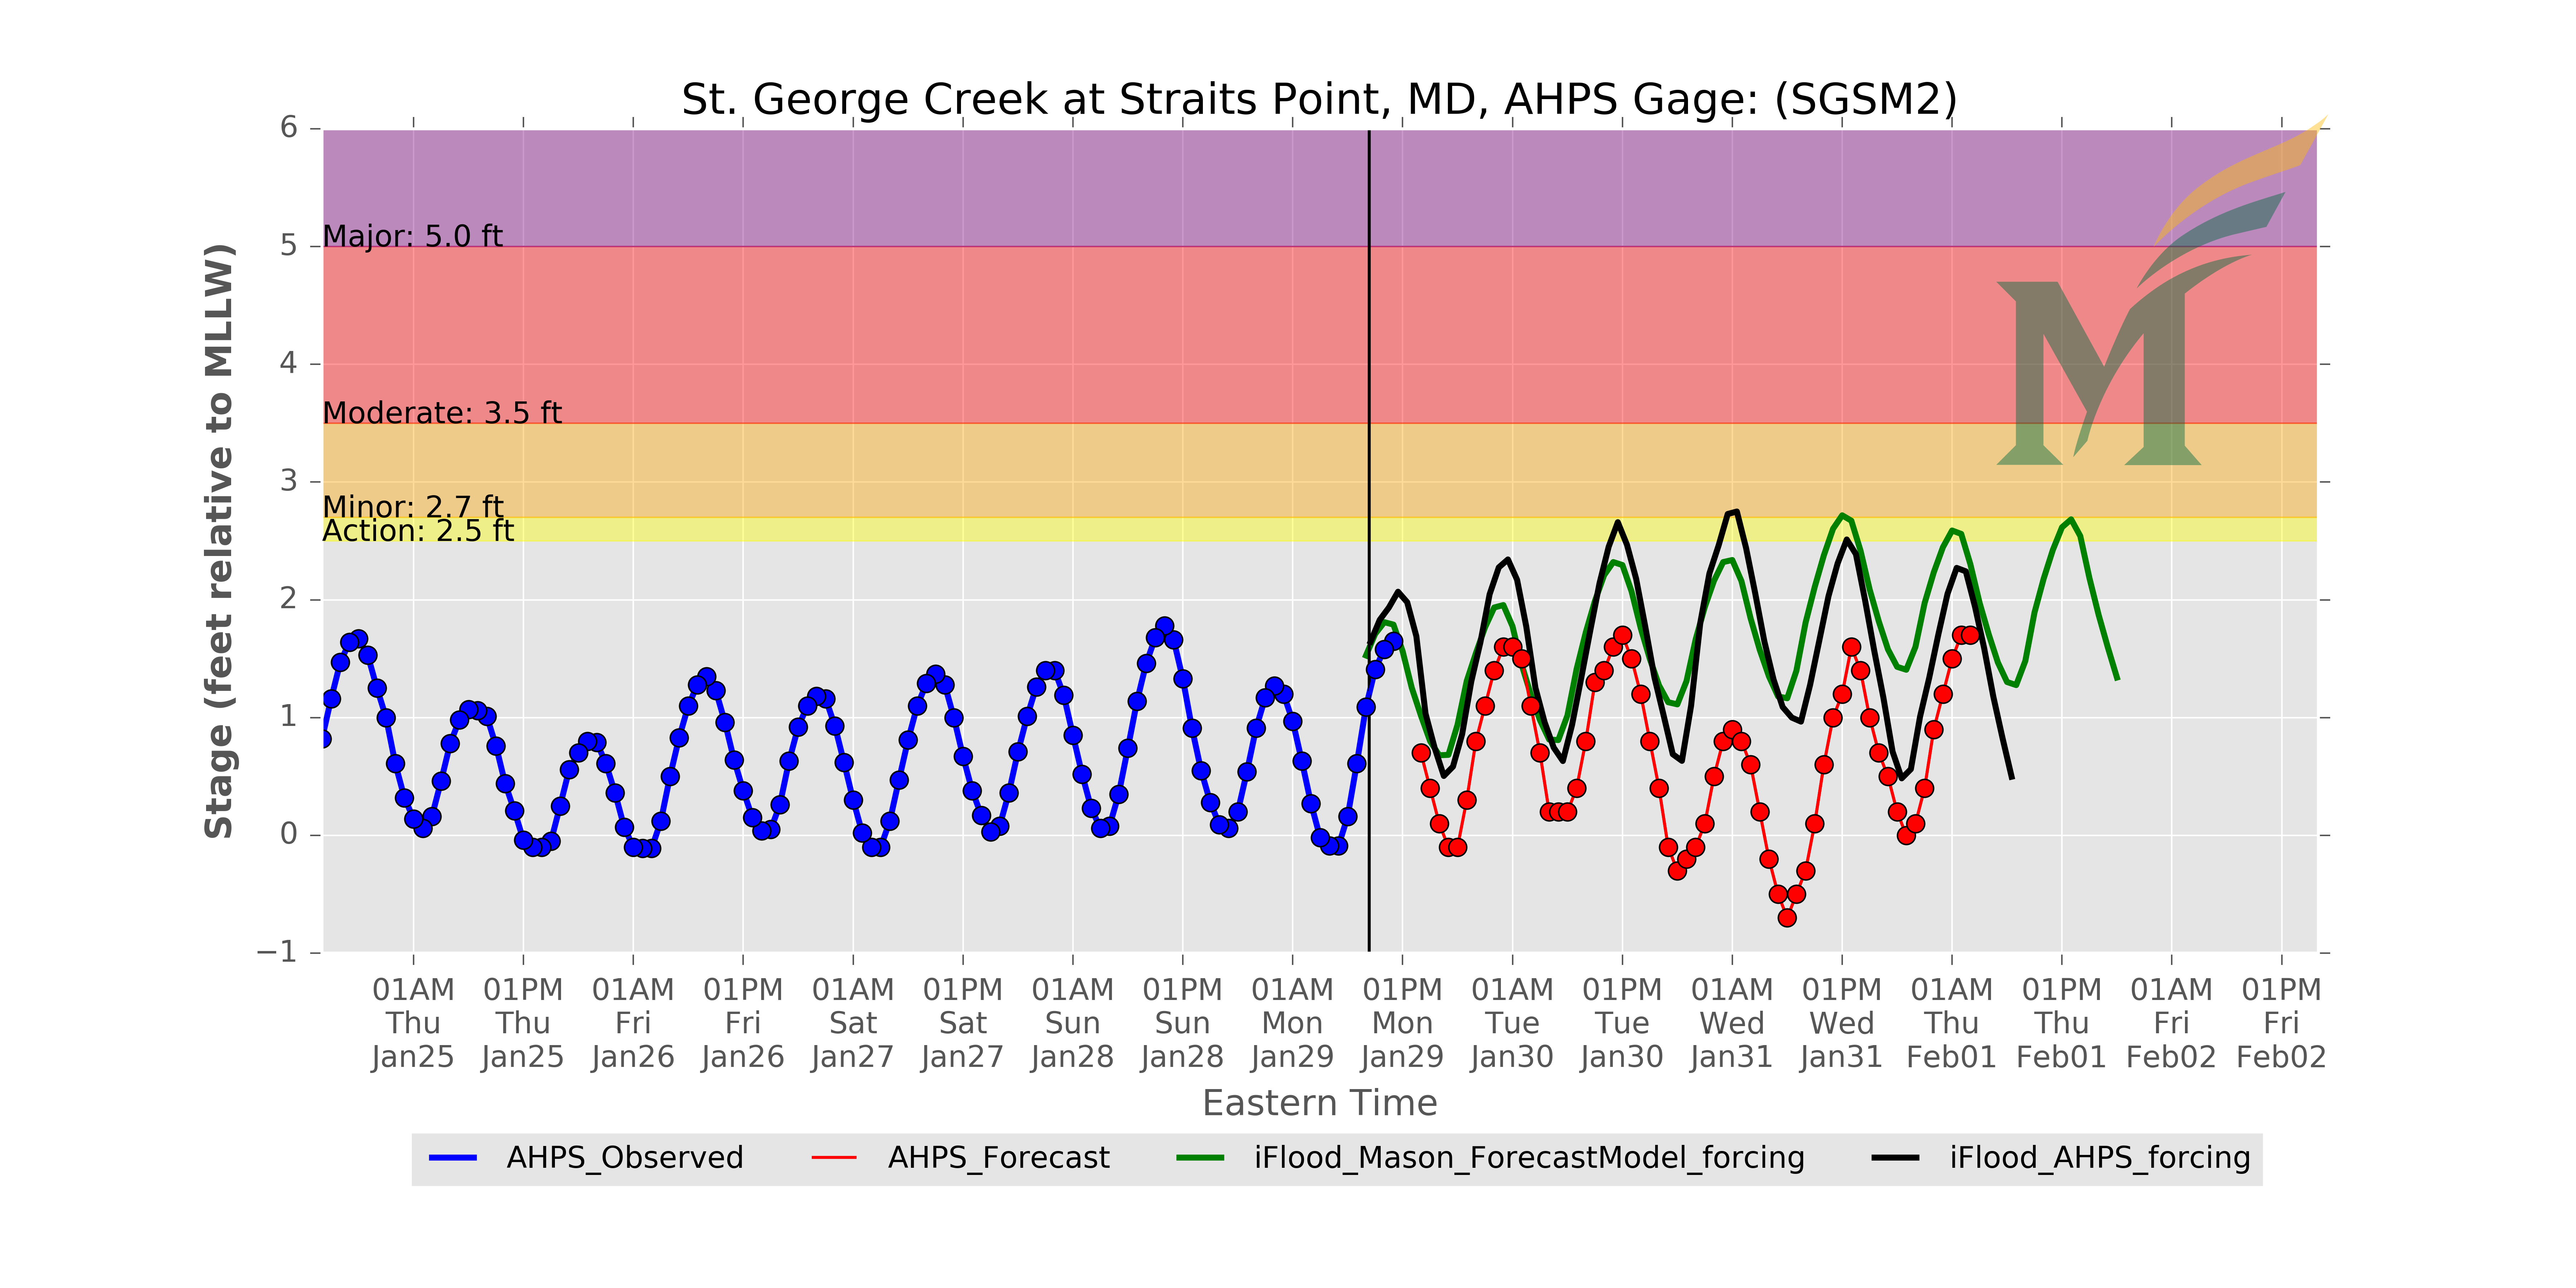 St. George Creek at Straits Point, MD, AHPS Gage: (SGSM2)
Stage (feet relative to MLLW)
6
5
4
3
2
1
0
−1
Major: 5.0 ft
Moderate: 3.5 ft
Minor: 2.7 ft
Action: 2.5 ft
M
01AM 01PM 01AM 01PM 01AM 01PM 01AM 01PM 01AM 01PM 01AM 01PM 01AM 01PM 01AM 01PM 01AM 01PM
Thu Thu Fri Fri Sat Sat Sun Sun Mon Mon Tue Tue Wed Wed Thu Thu Fri Fri
Jan25 Jan25 Jan26 Jan26 Jan27 Jan27 Jan28 Jan28 Jan29 Jan29 Jan30 Jan30 Jan31 Jan31 Feb01 Feb01 Feb02 Feb02
Eastern Time
AHPS_Observed AHPS_Forecast iFlood_Mason_ForecastModel_forcing iFlood_AHPS_forcing